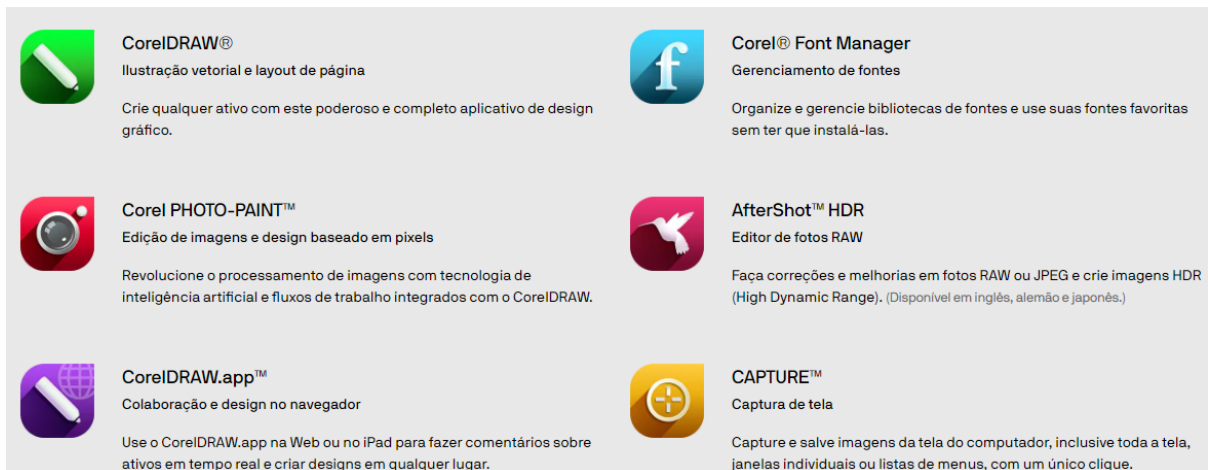 CorelDRAW®
Ilustração vetorial e layout de página
Crie qualquer ativo com este poderoso e completo aplicativo de design
gráfico.
Corel® Font Manager
Gerenciamento de fontes
Organize e gerencie bibliotecas de fontes e use suas fontes favoritas
sem ter que instalá-las.
Corel PHOTO-PAINT™
Edição de imagens e design baseado em pixels
Revolucione o processamento de imagens com tecnologia de
inteligência artificial e fluxos de trabalho integrados com o CorelDRAW.
AfterShot™ HDR
Editor de fotos RAW
Faça correções e melhorias em fotos RAW ou JPEG e crie imagens HDR
(High Dynamic Range). (Disponível em inglês, alemão e japonês.)
CorelDRAW.app™
Colaboração e design no navegador
Use o CorelDRAW.app na Web ou no iPad para fazer comentários sobre
ativos em tempo real e criar designs em qualquer lugar.
CAPTURE™
Captura de tela
Capture e salve imagens da tela do computador, inclusive toda a tela,
janelas individuais ou listas de menus, com um único clique.